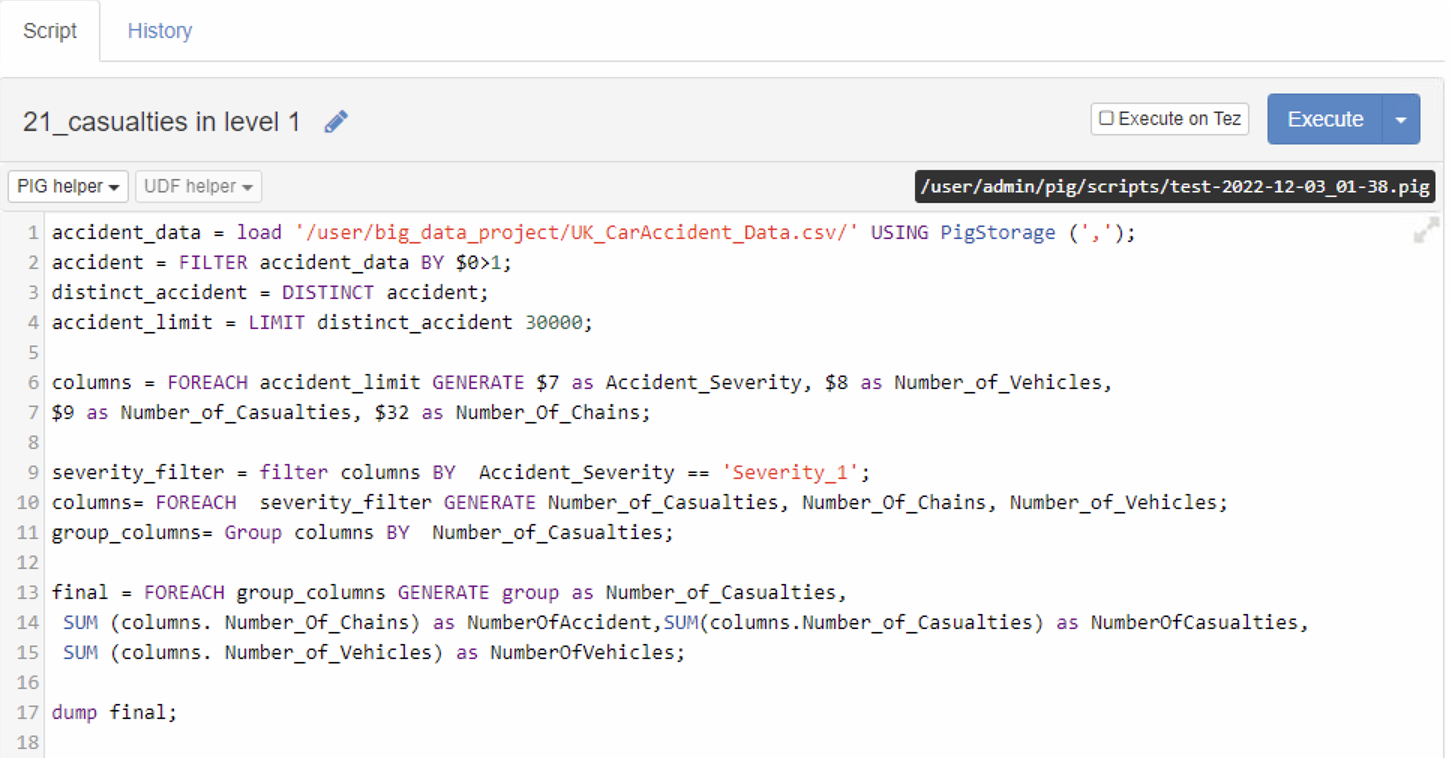 Script History
21_casualties in level 1
Execute on Tez Execute
PIG helper UDF helper /user/admin/pig/scripts/test-2022-12-03_01-38.pig
1 accident_data = load '/user/big_data_project/UK_CarAccident_Data.csv/' USING PigStorage (',');
2 accident = FILTER accident_data BY $0>1;
3 distinct_accident = DISTINCT accident;
4 accident_limit = LIMIT distinct_accident 30000;
5
6 columns = FOREACH accident_limit GENERATE $7 as Accident_Severity, $8 as Number_of_Vehicles,
7 $9 as Number_of_Casualties, $32 as Number_Of_Chains;
8
9 severity_filter = filter columns BY  Accident_Severity == 'Severity_1';
10 columns= FOREACH  severity_filter GENERATE Number_of_Casualties, Number_Of_Chains, Number_of_Vehicles;
11 group_columns= Group columns BY  Number_of_Casualties;
12
13 final = FOREACH group_columns GENERATE group as Number_of_Casualties,
14  SUM (columns. Number_Of_Chains) as NumberOfAccident,SUM(columns.Number_of_Casualties) as NumberOfCasualties,
15  SUM (columns. Number_of_Vehicles) as NumberOfVehicles;
16
17 dump final;
18